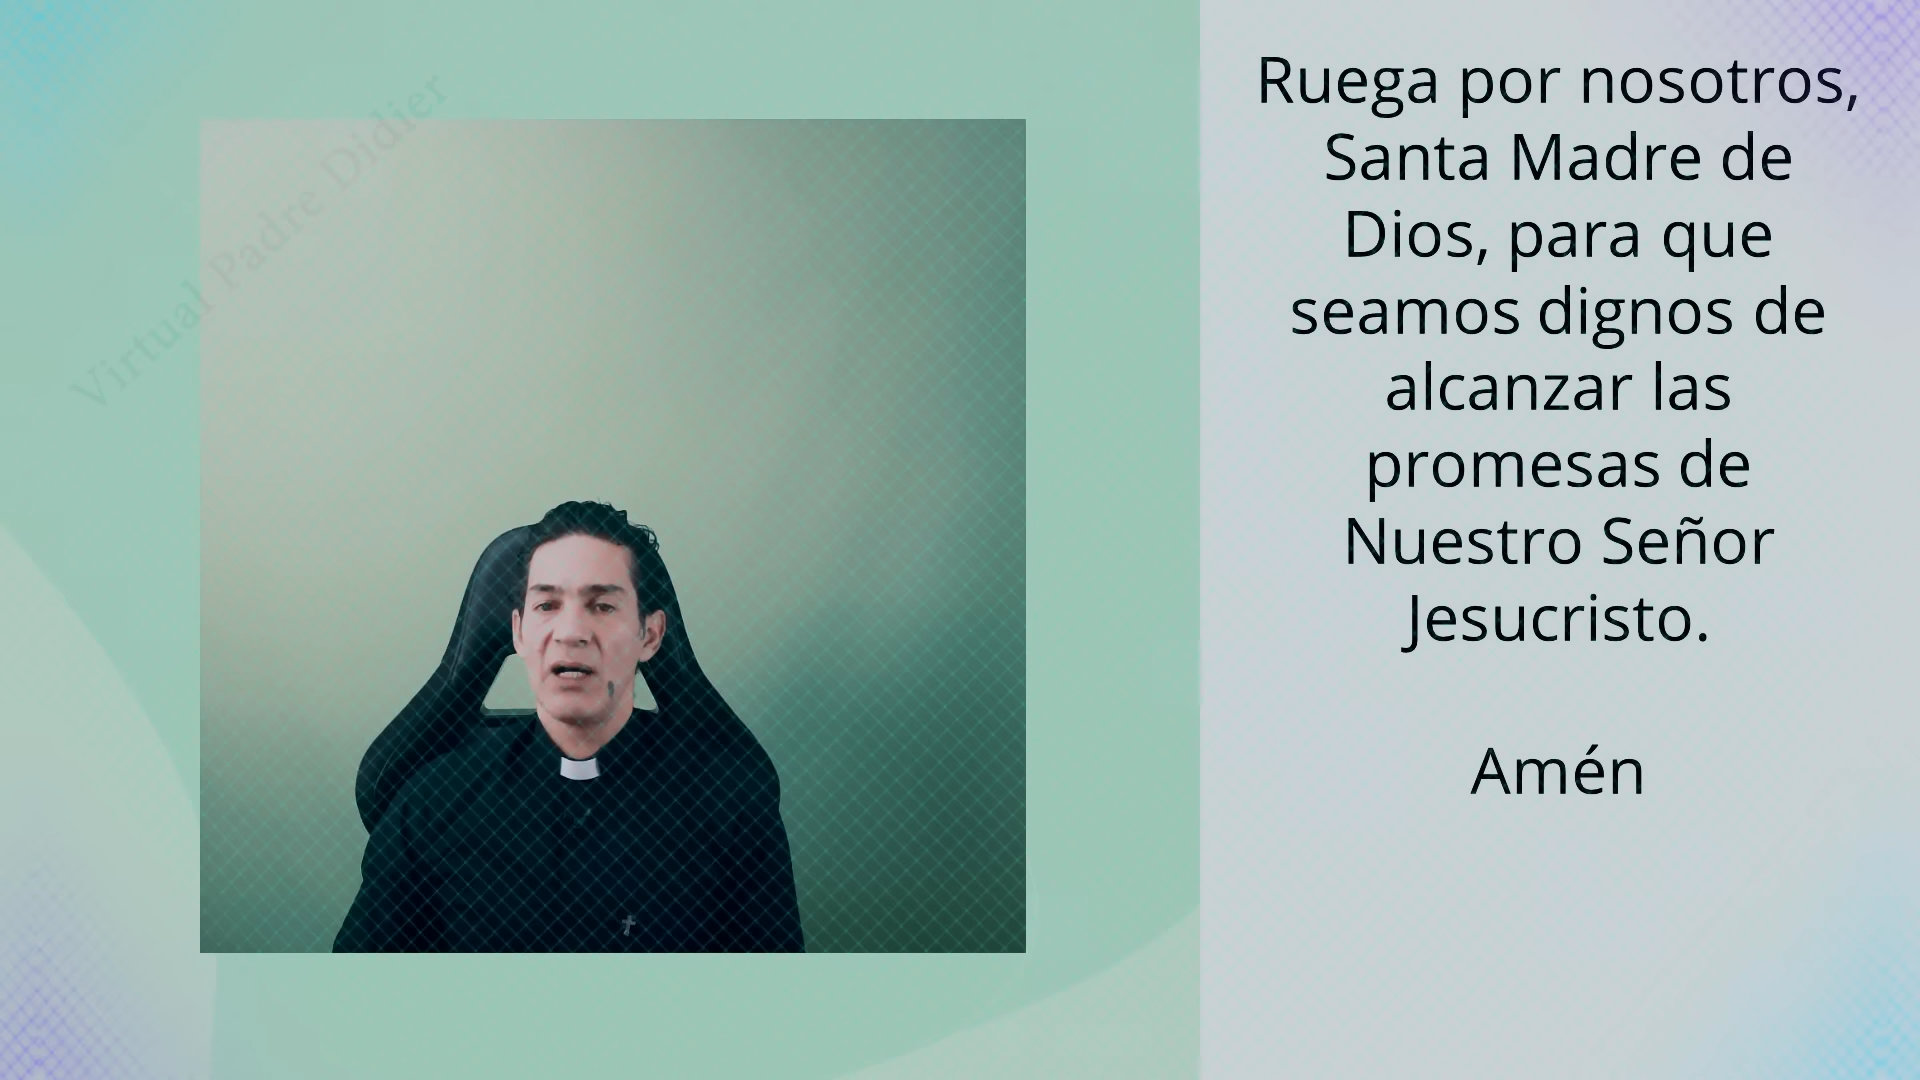 Virtual Padre Didier
Ruega por nosotros,
Santa Madre de
Dios, para que
seamos dignos de
alcanzar las
promesas de
Nuestro Señor
Jesucristo.
Amén